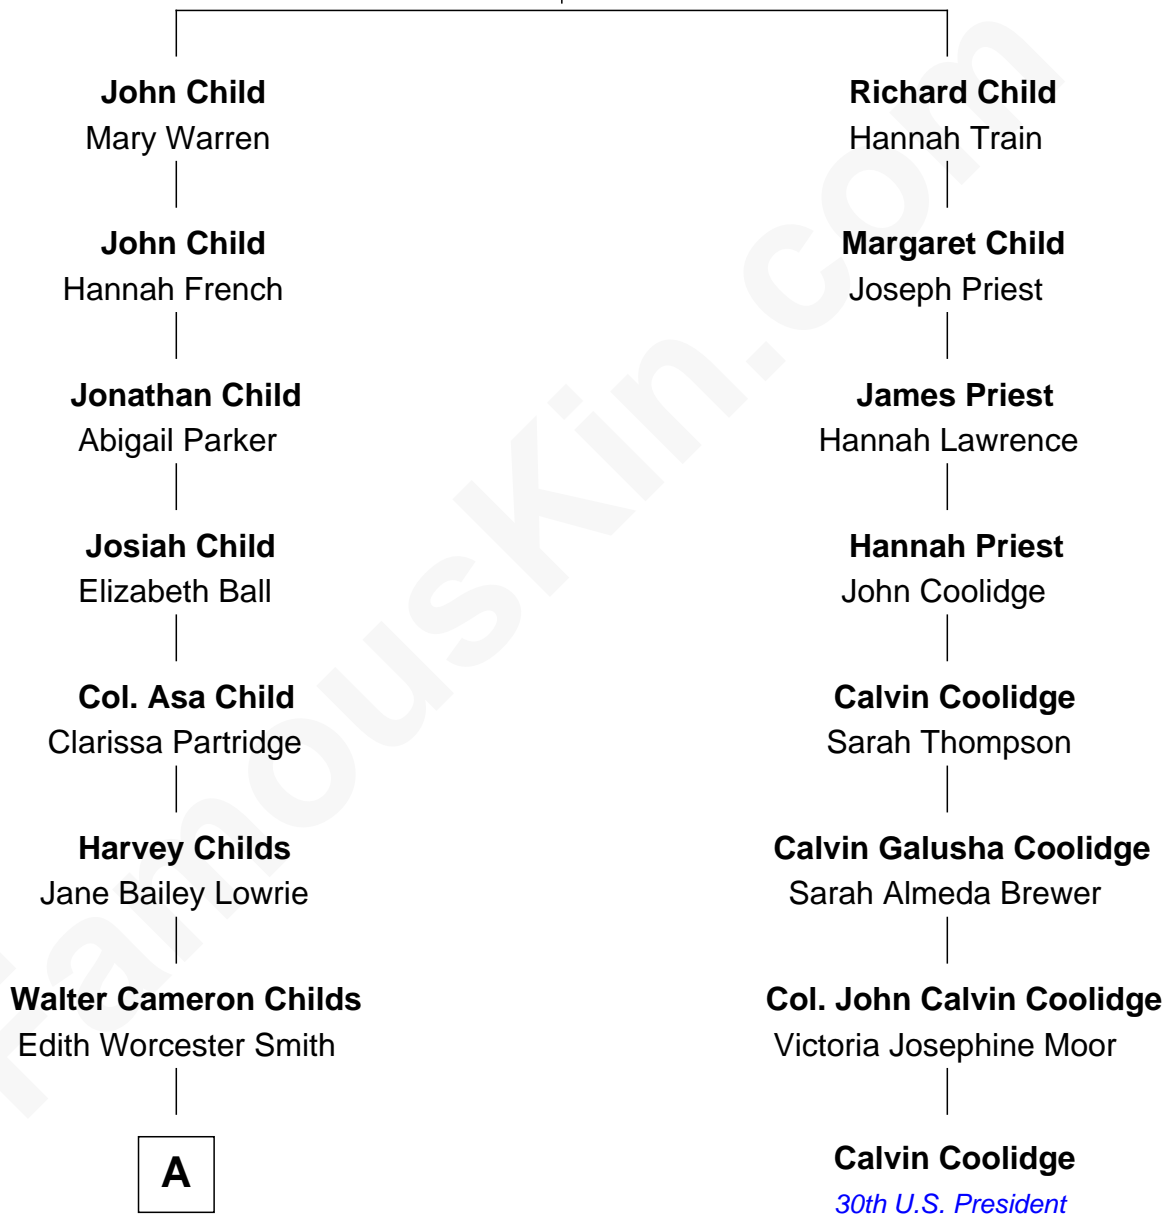 John Child
Mary Warren
John Child
Hannah French
Jonathan Child
Abigail Parker
Josiah Child
Elizabeth Ball
Col. Asa Child
Clarissa Partridge
Harvey Childs
Jane Bailey Lowrie
Walter Cameron Childs
Edith Worcester Smith
A
Richard Child
Hannah Train
Margaret Child
Joseph Priest
James Priest
Hannah Lawrence
Hannah Priest
John Coolidge
Calvin Coolidge
Sarah Thompson
Calvin Galusha Coolidge
Sarah Almeda Brewer
Col. John Calvin Coolidge
Victoria Josephine Moor
Calvin Coolidge
30th U.S. President
FamousKin.com